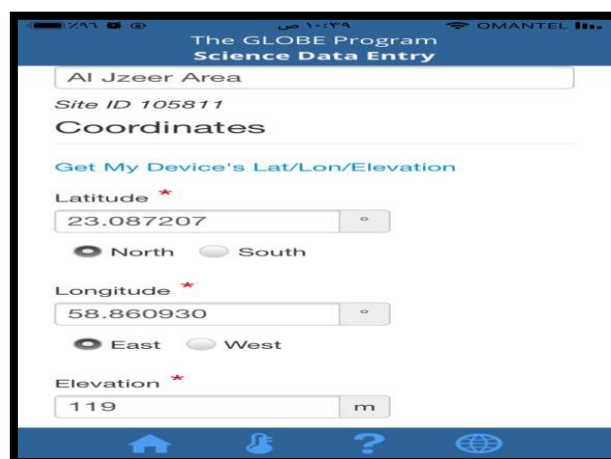 ٪٩٦ ١٠:٣٩ ص OMANTEL
The GLOBE Program
Science Data Entry
Al Jzeer Area
Site ID 105811
Coordinates
Get My Device's Lat/Lon/Elevation
Latitude *
23.087207 °
North South
Longitude *
58.860930 °
East West
Elevation *
119 m
?